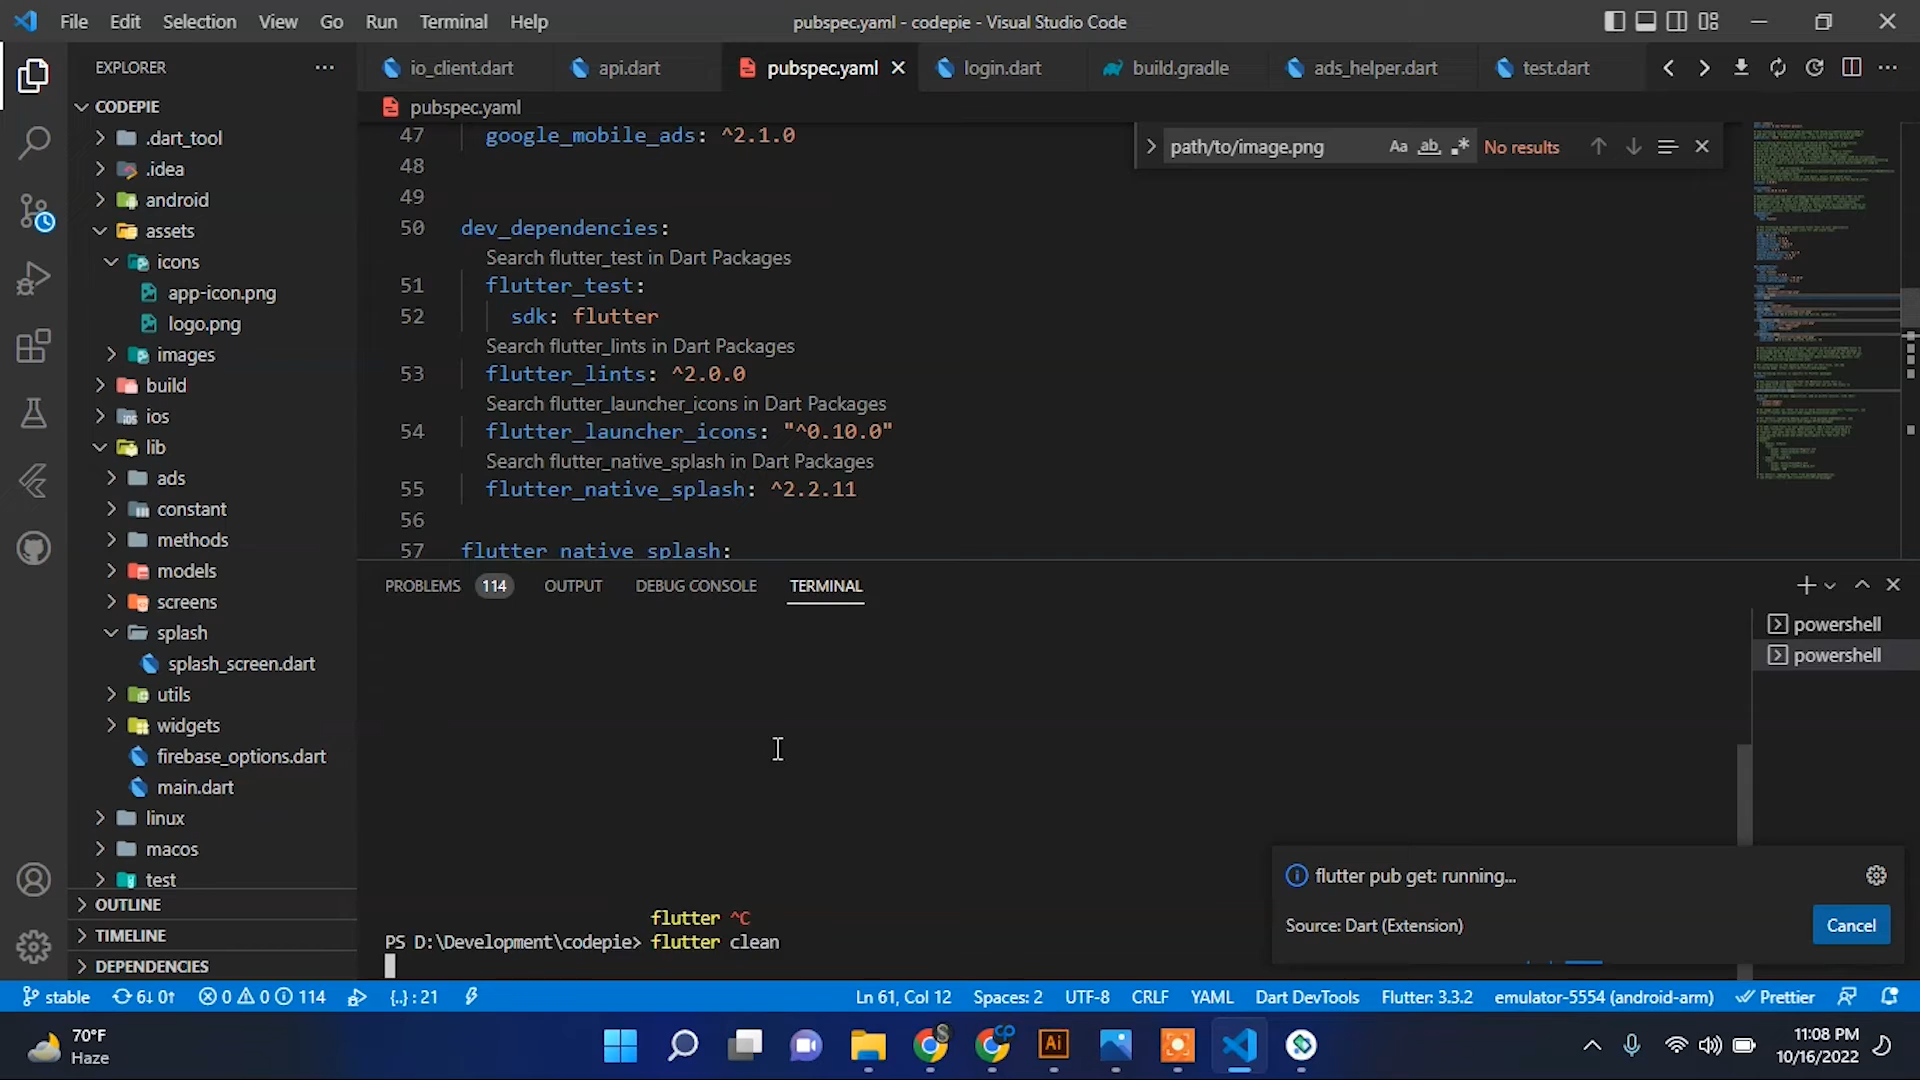 File Edit Selection View Go Run Terminal Help
pubspec.yaml - codepie - Visual Studio Code
EXPLORER
io_client.dart
api.dart
pubspec.yaml
login.dart
build.gradle
ads_helper.dart
test.dart
CODEPIE
.dart_tool
.idea
android
assets
icons
app-icon.png
logo.png
images
build
ios
lib
ads
constant
methods
models
screens
splash
splash_screen.dart
utils
widgets
firebase_options.dart
main.dart
linux
macos
test
OUTLINE
TIMELINE
DEPENDENCIES
pubspec.yaml
path/to/image.png Aa ab No results
47 google_mobile_ads: ^2.1.0
48
49
50 dev_dependencies:
Search flutter_test in Dart Packages
51 flutter_test:
52 sdk: flutter
Search flutter_lints in Dart Packages
53 flutter_lints: ^2.0.0
Search flutter_launcher_icons in Dart Packages
54 flutter_launcher_icons: "^0.10.0"
Search flutter_native_splash in Dart Packages
55 flutter_native_splash: ^2.2.11
56
57 flutter_native_splash:
PROBLEMS 114 OUTPUT DEBUG CONSOLE TERMINAL
powershell
powershell
flutter ^C
PS D:\Development\codepie> flutter clean
flutter pub get: running...
Source: Dart (Extension)
Cancel
stable 6↓ 0↑ 0 0 114 {..} : 21
Ln 61, Col 12 Spaces: 2 UTF-8 CRLF YAML Dart DevTools Flutter: 3.3.2 emulator-5554 (android-arm) Prettier
70°F
Haze
S
CP
Ai
11:08 PM
10/16/2022